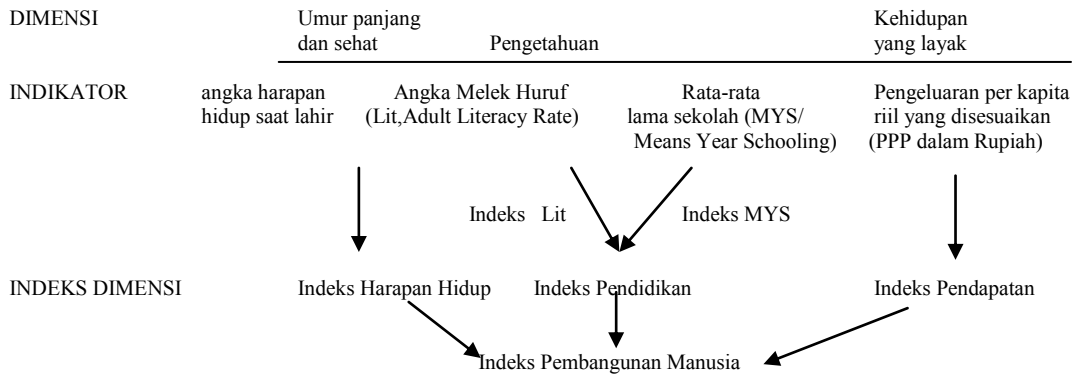 DIMENSI Umur panjang Kehidupan
dan sehat Pengetahuan yang layak
INDIKATOR angka harapan Angka Melek Huruf Rata-rata Pengeluaran per kapita
hidup saat lahir (Lit,Adult Literacy Rate) lama sekolah (MYS/ riil yang disesuaikan
Means Year Schooling) (PPP dalam Rupiah)
Indeks Lit Indeks MYS
INDEKS DIMENSI Indeks Harapan Hidup Indeks Pendidikan Indeks Pendapatan
Indeks Pembangunan Manusia